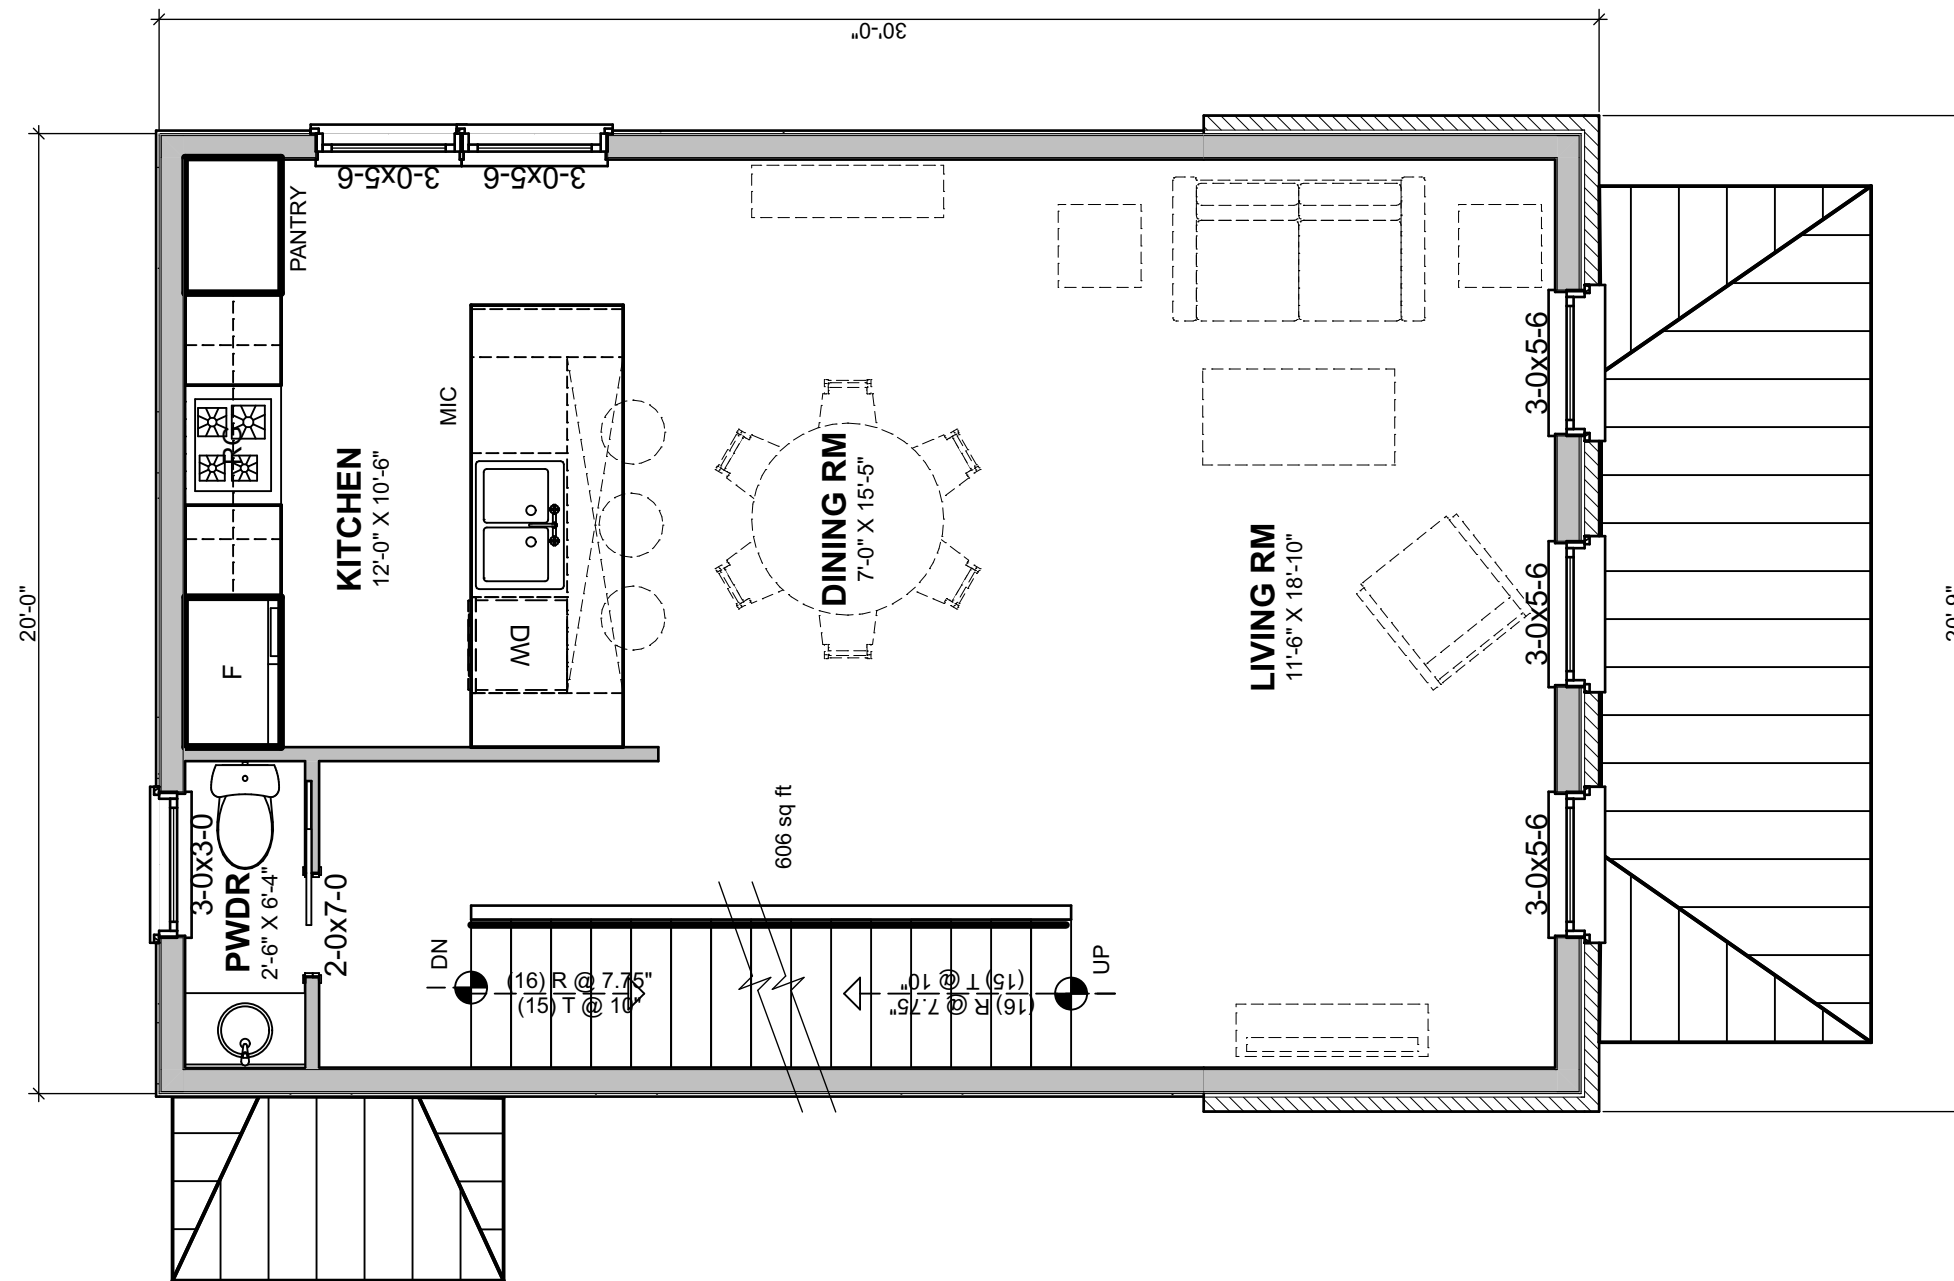 30'-0"
3-0x5-6
3-0x5-6
PANTRY
MIC
RG
KITCHEN
12'-0" X 10'-6"
DINING RM
7'-0" X 15'-5"
3-0x5-6
LIVING RM
11'-6" X 18'-10"
3-0x5-6
20'-0"
20'-9"
F
DW
606 sq ft
3-0x3-0
PWDR
2'-6" X 6'-4"
2-0x7-0
3-0x5-6
DN
(16) R @ 7.75"
(15) T @ 10"
(16) R @ 7.75"
(15) T @ 10"
UP